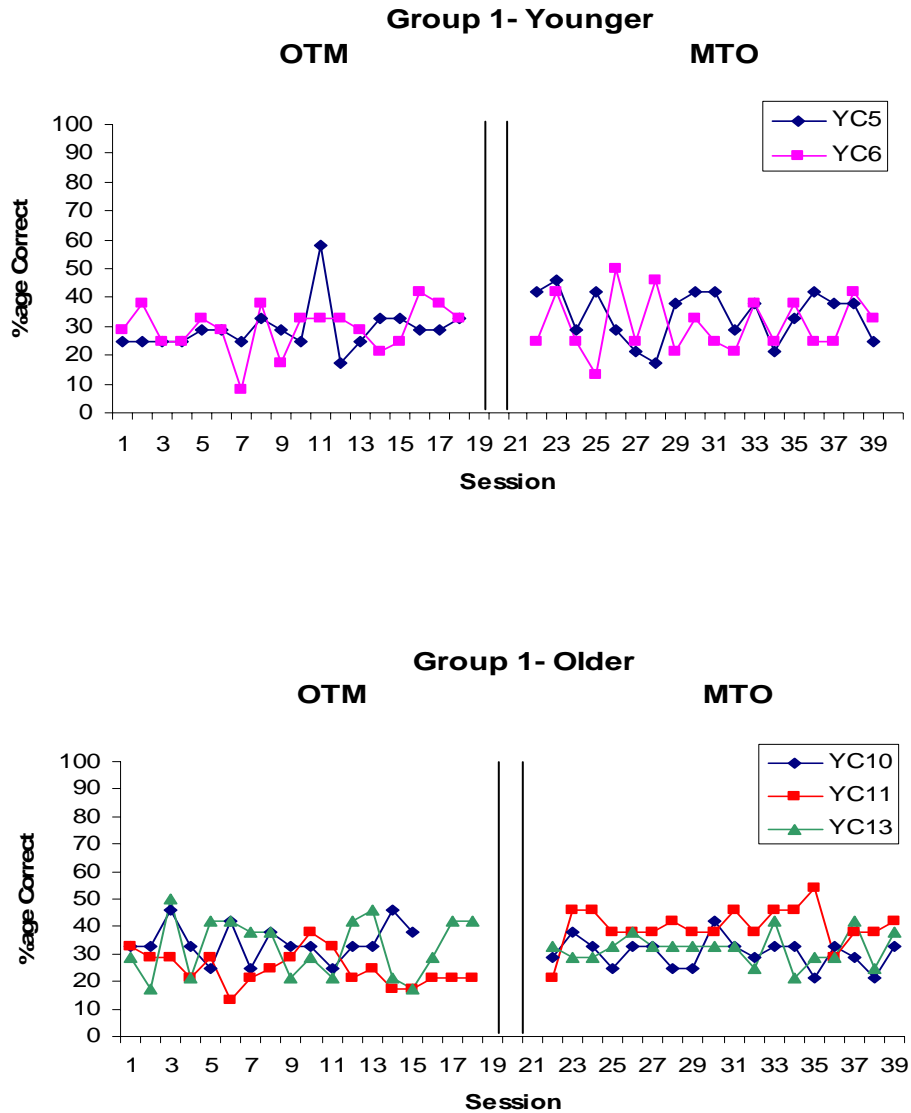 Group 1- Younger
OTM
MTO
YC5
YC6
100
90
80
70
60
50
40
30
20
10
0
%age Correct
1 3 5 7 9 11 13 15 17 19 21 23 25 27 29 31 33 35 37 39
Session
Group 1- Older
OTM
MTO
YC10
YC11
YC13
100
90
80
70
60
50
40
30
20
10
0
%age Correct
1 3 5 7 9 11 13 15 17 19 21 23 25 27 29 31 33 35 37 39
Session